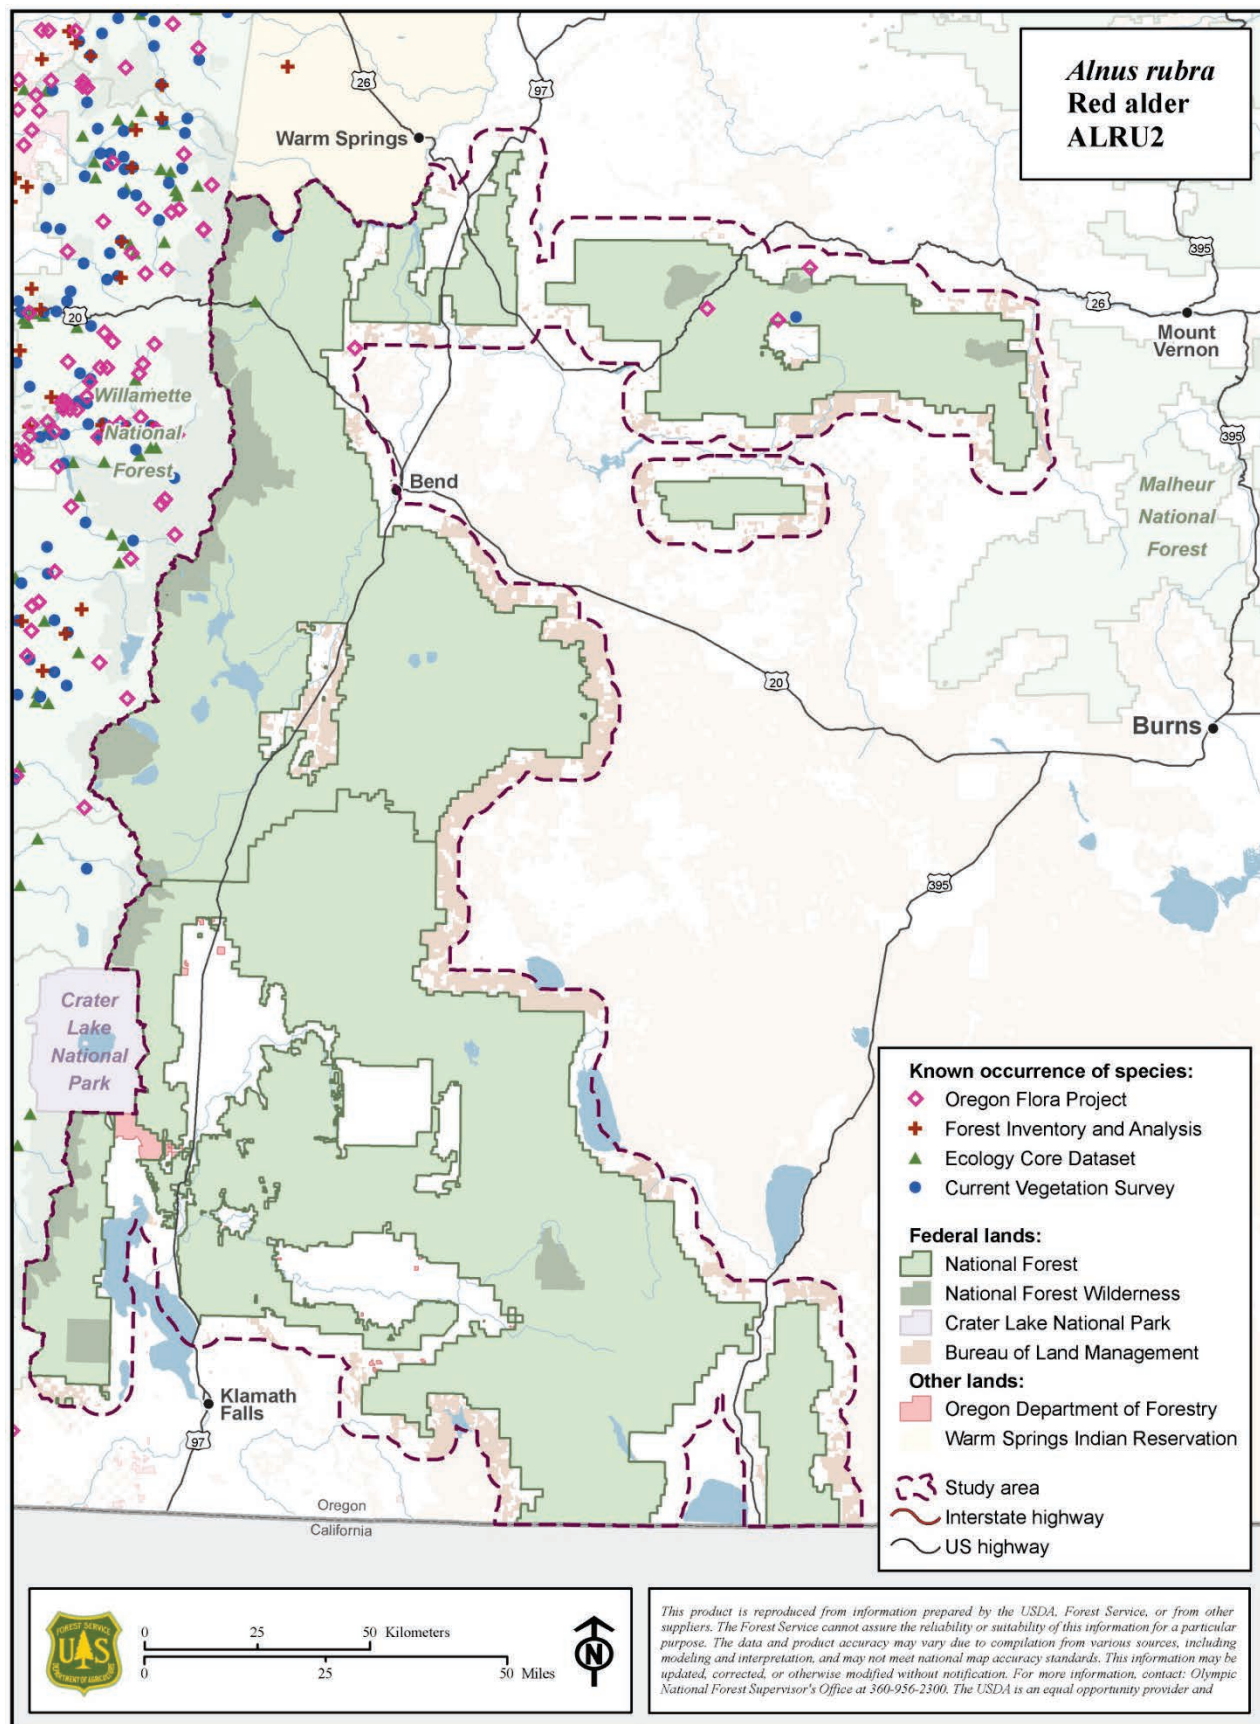 Alnus rubra
Red alder
ALRU2
26
97
Warm Springs
395
20
26
Mount
Vernon
Willamette
National
Forest
395
Bend
Malheur
National
Forest
20
Burns
395
Crater
Lake
National
Park
Klamath
Falls
97
Oregon
California
Known occurrence of species:
Oregon Flora Project
Forest Inventory and Analysis
Ecology Core Dataset
Current Vegetation Survey
Federal lands:
National Forest
National Forest Wilderness
Crater Lake National Park
Bureau of Land Management
Other lands:
Oregon Department of Forestry
Warm Springs Indian Reservation
Study area
Interstate highway
US highway
FOREST SERVICE
U S
DEPARTMENT OF AGRICULTURE
0 25 50 Kilometers
0 25 50 Miles
N
This product is reproduced from information prepared by the USDA, Forest Service, or from other
suppliers. The Forest Service cannot assure the reliability or suitability of this information for a particular
purpose. The data and product accuracy may vary due to compilation from various sources, including
modeling and interpretation, and may not meet national map accuracy standards. This information may be
updated, corrected, or otherwise modified without notification. For more information, contact: Olympic
National Forest Supervisor's Office at 360-956-2300. The USDA is an equal opportunity provider and